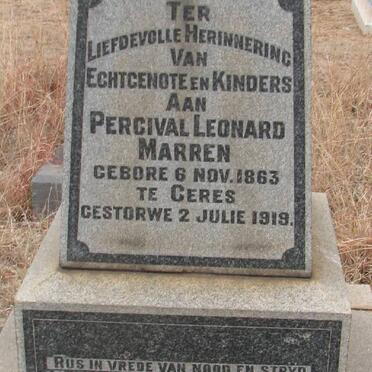 TER
LIEFDEVOLLE HERINNERING
VAN
ECHTGENOTE EN KINDERS
AAN
PERCIVAL LEONARD
MARREN
GEBORE 6 NOV. 1863
TE CERES
GESTORWE 2 JULIE 1919.
RUS IN VREDE VAN NOOD EN STRYD